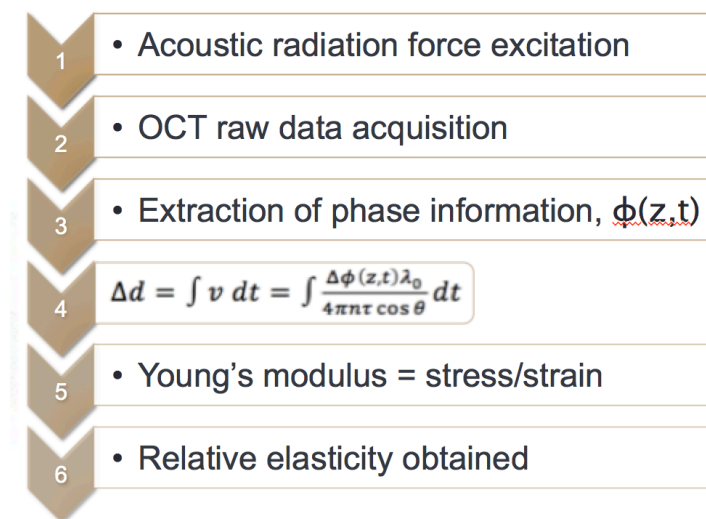 1
• Acoustic radiation force excitation
2
• OCT raw data acquisition
3
• Extraction of phase information, ϕ(z,t)
4
Δd = ∫ v dt = ∫ Δϕ(z,t)λ₀ / 4πnτ cos θ dt
5
• Young’s modulus = stress/strain
6
• Relative elasticity obtained